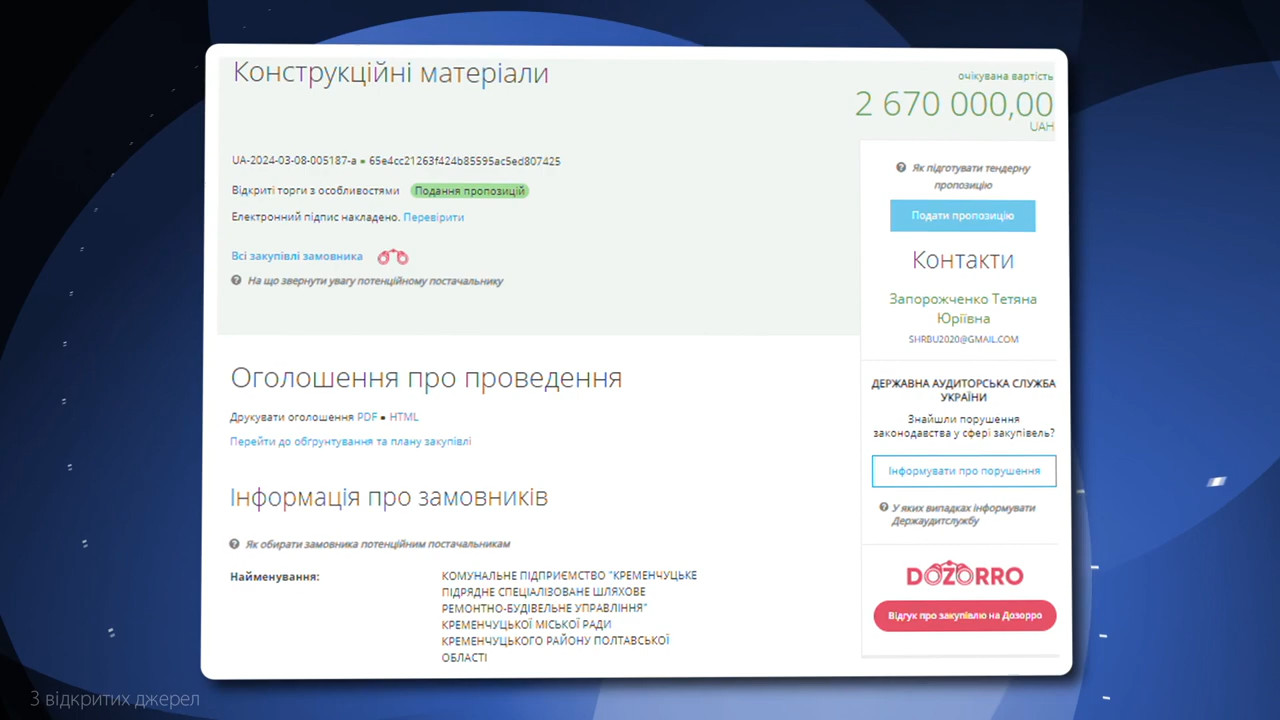 Конструкційні матеріали
очікувана вартість
2 670 000,00
UAH
UA-2024-03-08-005187-a ● 65e4cc21263f424b85595ac5ed807425
Відкриті торги з особливостями Подання пропозицій
Електронний підпис накладено. Перевірити
Всі закупівлі замовника
На що звернути увагу потенційному постачальнику
Оголошення про проведення
Друкувати оголошення PDF ● HTML
Перейти до обґрунтування та плану закупівлі
Інформація про замовників
Як обирати замовника потенційним постачальникам
Найменування:
КОМУНАЛЬНЕ ПІДПРИЄМСТВО "КРЕМЕНЧУЦЬКЕ
ПІДРЯДНЕ СПЕЦІАЛІЗОВАНЕ ШЛЯХОВЕ
РЕМОНТНО-БУДІВЕЛЬНЕ УПРАВЛІННЯ"
КРЕМЕНЧУЦЬКОЇ МІСЬКОЇ РАДИ
КРЕМЕНЧУЦЬКОГО РАЙОНУ ПОЛТАВСЬКОЇ
ОБЛАСТІ
Як підготувати тендерну
пропозицію
Подати пропозицію
Контакти
Запорожченко Тетяна
Юріївна
SHRBU2020@GMAIL.COM
ДЕРЖАВНА АУДИТОРСЬКА СЛУЖБА
УКРАЇНИ
Знайшли порушення
законодавства у сфері закупівель?
Інформувати про порушення
У яких випадках інформувати
Держаудитслужбу
DOZORRO
Відгук про закупівлю на Дозорро
З відкритих джерел